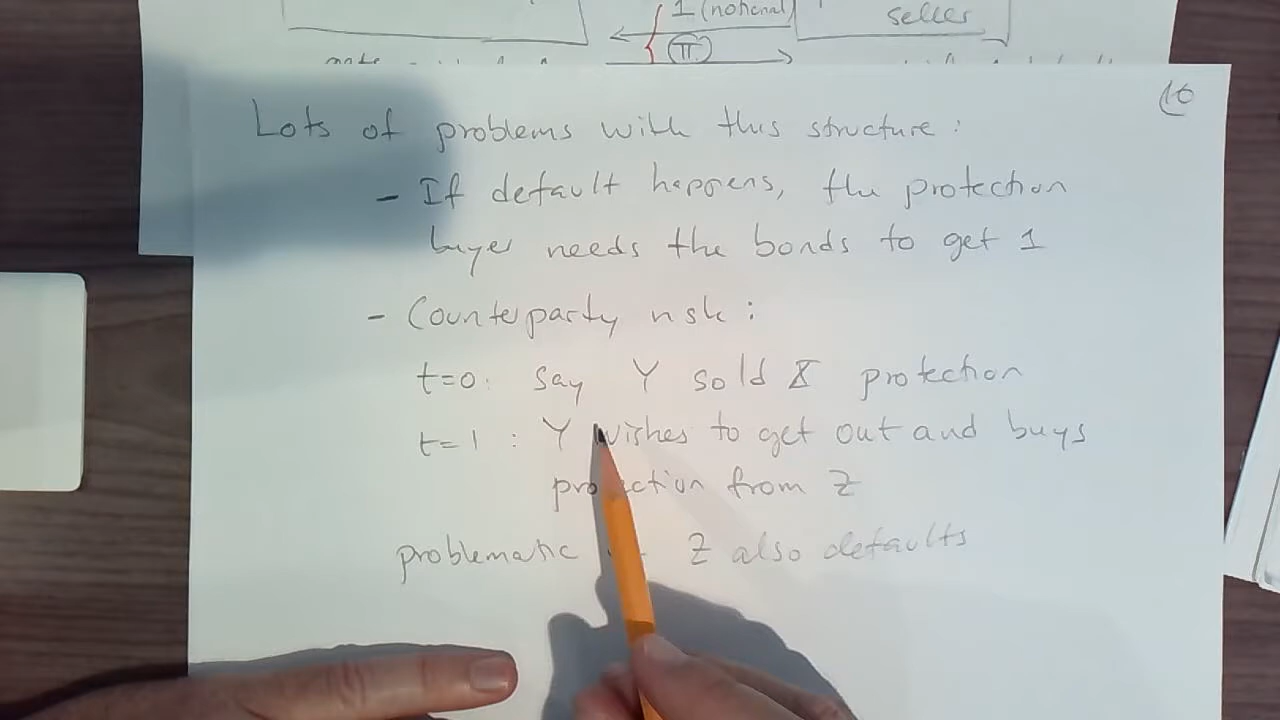 1 (notional)
seller
π
10
Lots of problems with this structure:
- If default happens, the protection
buyer needs the bonds to get 1
- Counterparty risk:
t=0: Say Y sold X protection
t=1 : Y wishes to get out and buys
protection from Z
problematic Z also defaults